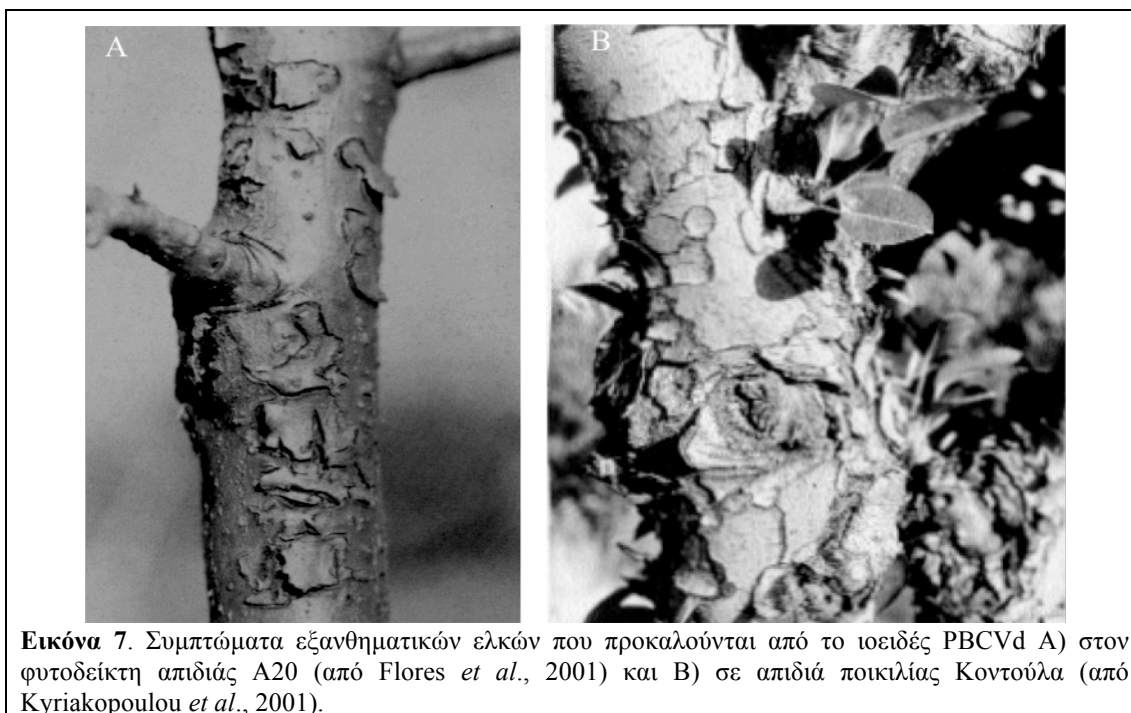 A
B
Εικόνα 7. Συμπτώματα εξανθηματικών ελκών που προκαλούνται από το ιοειδές PBCVd A) στον
φυτοδείκτη απιδιάς A20 (από Flores et al., 2001) και B) σε απιδιά ποικιλίας Κοντούλα (από
Kyriakopoulou et al., 2001).